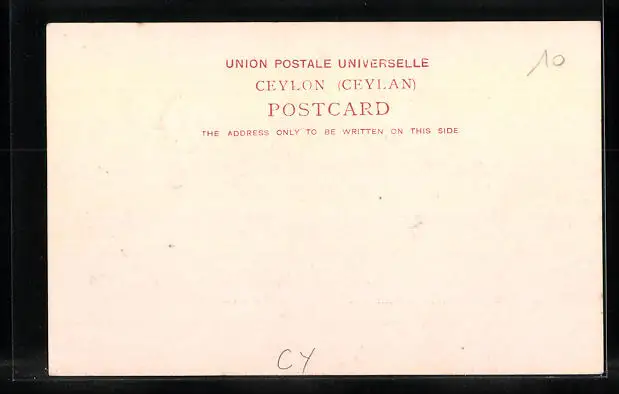 UNION POSTALE UNIVERSELLE
CEYLON (CEYLAN)
POSTCARD
THE ADDRESS ONLY TO BE WRITTEN ON THIS SIDE
10
CY